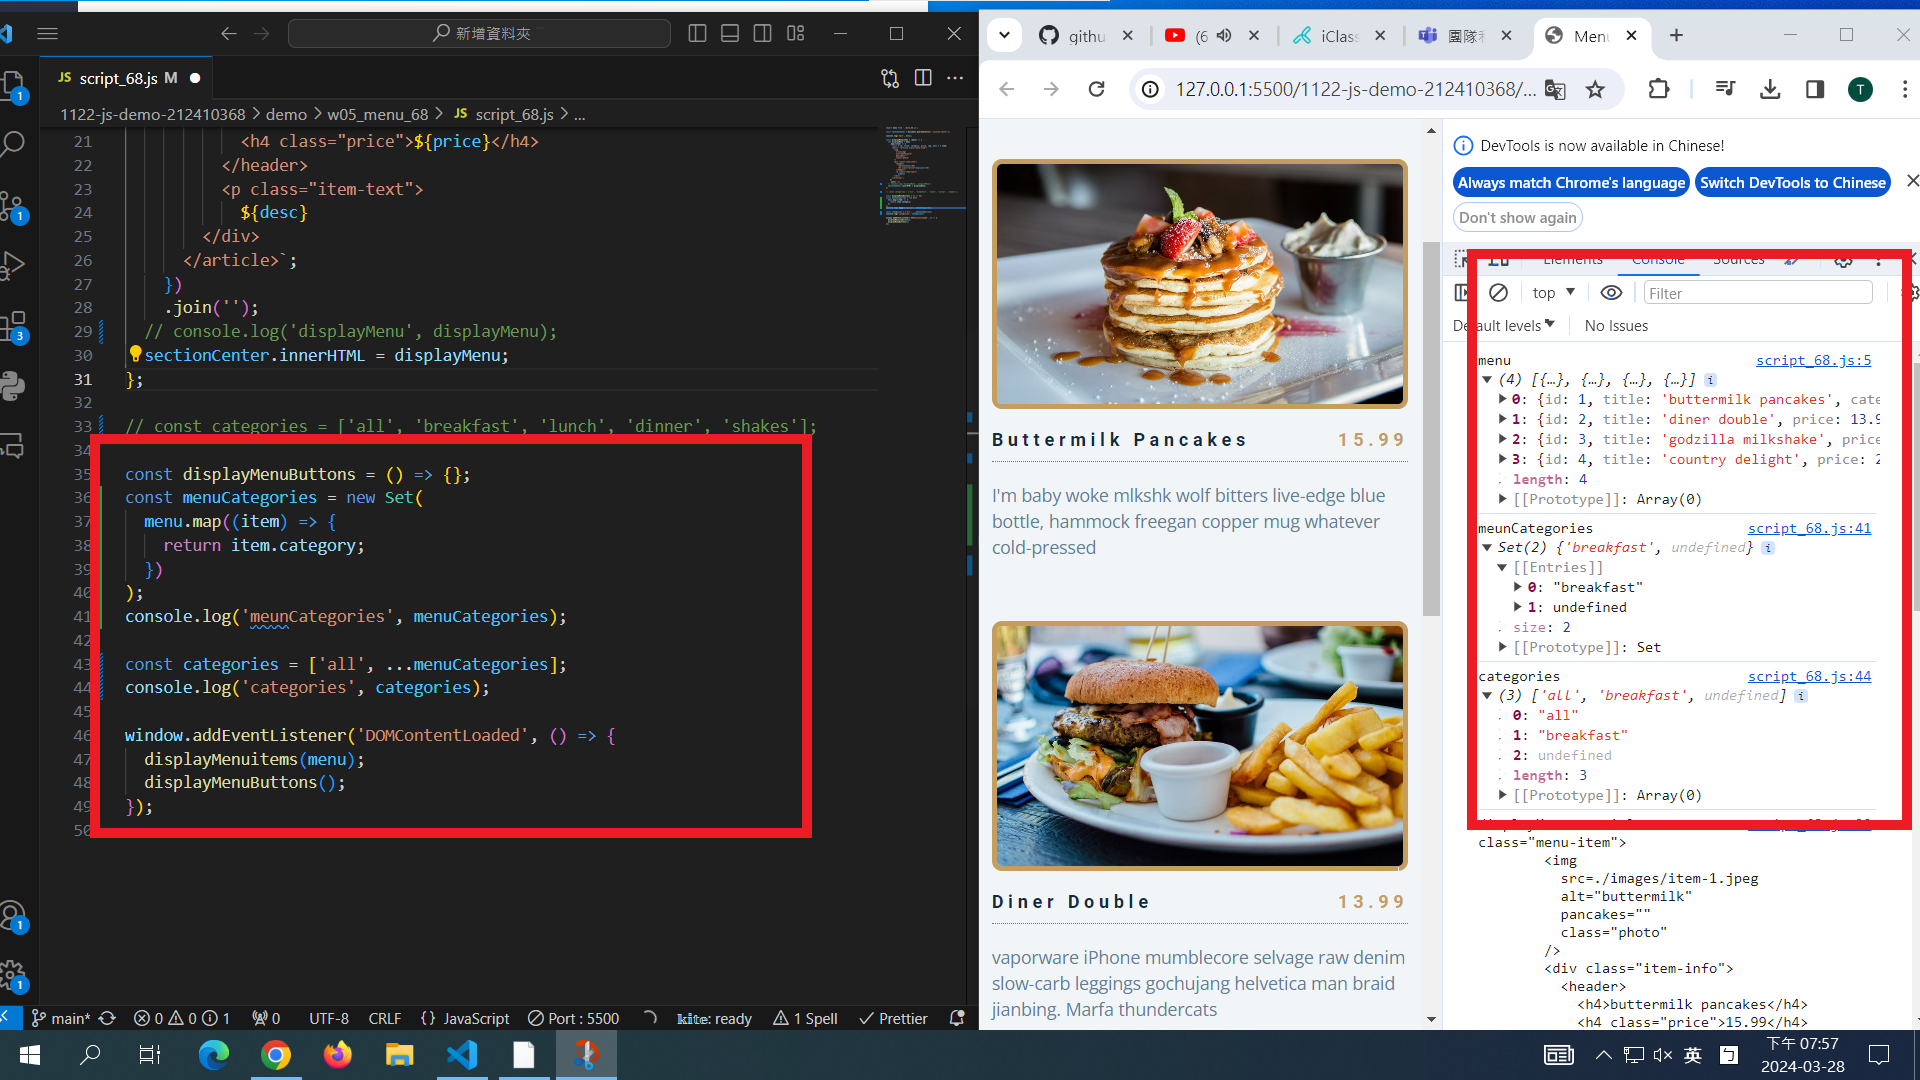 新增資料夾
JS script_68.js M
1122-js-demo-212410368 > demo > w05_menu_68 > JS script_68.js > ...
21 <h4 class="price">${price}</h4>
22 </header>
23 <p class="item-text">
24 ${desc}
25 </div>
26 </article>`;
27 })
28 .join('');
29 // console.log('displayMenu', displayMenu);
30 sectionCenter.innerHTML = displayMenu;
31 };
32
33 // const categories = ['all', 'breakfast', 'lunch', 'dinner', 'shakes'];
34
35 const displayMenuButtons = () => {};
36 const menuCategories = new Set(
37 menu.map((item) => {
38 return item.category;
39 })
40 );
41 console.log('meunCategories', menuCategories);
42
43 const categories = ['all', ...menuCategories];
44 console.log('categories', categories);
45
46 window.addEventListener('DOMContentLoaded', () => {
47 displayMenuitems(menu);
48 displayMenuButtons();
49 });
50
1
1
3
1
1
main* 0 0 1 0 UTF-8 CRLF {} JavaScript Port : 5500 kite: ready 1 Spell Prettier
githu
(6
iClass
團隊
Menu
127.0.0.1:5500/1122-js-demo-212410368/...
T
Buttermilk Pancakes 15.99
I'm baby woke mlkshk wolf bitters live-edge blue
bottle, hammock freegan copper mug whatever
cold-pressed
Diner Double 13.99
vaporware iPhone mumblecore selvage raw denim
slow-carb leggings gochujang helvetica man braid
jianbing. Marfa thundercats
DevTools is now available in Chinese!
Always match Chrome's language
Switch DevTools to Chinese
Don't show again
Elements Console Sources
top Filter
Default levels No Issues
menu script_68.js:5
(4) [{…}, {…}, {…}, {…}]
0: {id: 1, title: 'buttermilk pancakes', cate
1: {id: 2, title: 'diner double', price: 13.9
2: {id: 3, title: 'godzilla milkshake', price
3: {id: 4, title: 'country delight', price: 2
length: 4
[[Prototype]]: Array(0)
meunCategories script_68.js:41
Set(2) {'breakfast', undefined}
[[Entries]]
0: "breakfast"
1: undefined
size: 2
[[Prototype]]: Set
categories script_68.js:44
(3) ['all', 'breakfast', undefined]
0: "all"
1: "breakfast"
2: undefined
length: 3
[[Prototype]]: Array(0)
class="menu-item">
<img
src=./images/item-1.jpeg
alt="buttermilk"
pancakes=""
class="photo"
/>
<div class="item-info">
<header>
<h4>buttermilk pancakes</h4>
<h4 class="price">15.99</h4>
英
下午 07:57
2024-03-28